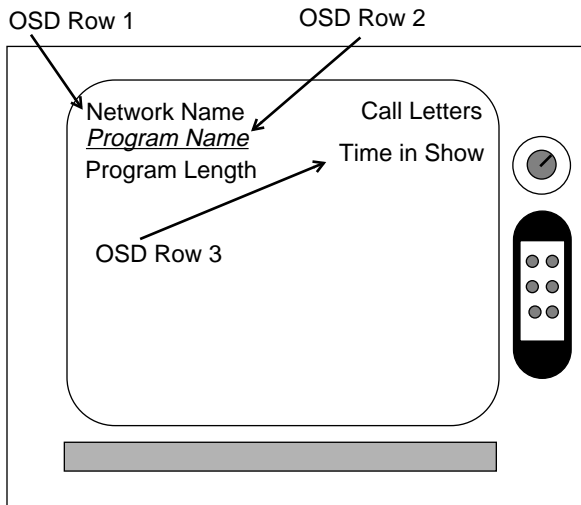 OSD Row 1
OSD Row 2
Network Name
Call Letters
Program Name
Time in Show
Program Length
OSD Row 3